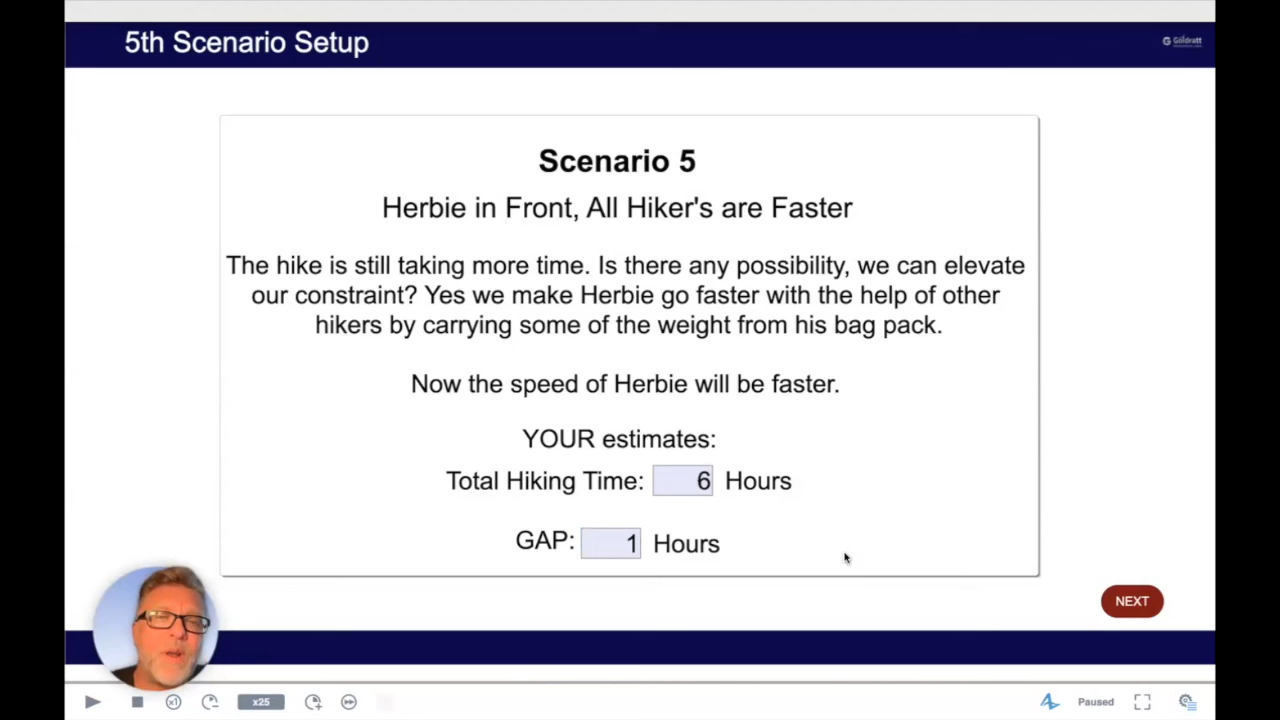 5th Scenario Setup
Goldratt
Scenario 5
Herbie in Front, All Hiker's are Faster
The hike is still taking more time. Is there any possibility, we can elevate
our constraint? Yes we make Herbie go faster with the help of other
hikers by carrying some of the weight from his bag pack.
Now the speed of Herbie will be faster.
YOUR estimates:
Total Hiking Time: 6 Hours
GAP: 1 Hours
NEXT
x1
x25
Paused